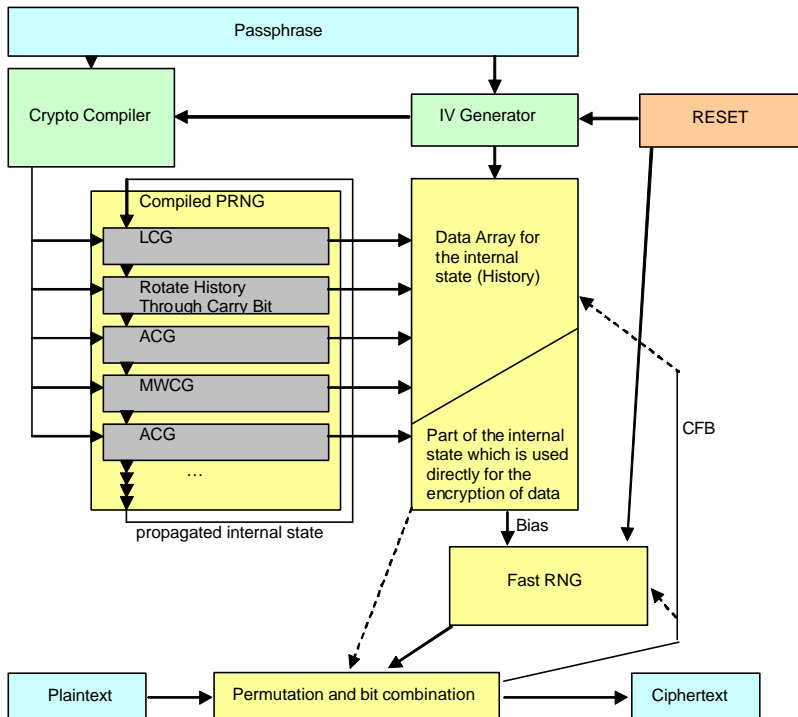 Passphrase
Crypto Compiler
IV Generator
RESET
Compiled PRNG
LCG
Rotate History
Through Carry Bit
ACG
MWCG
ACG
...
propagated internal state
Data Array for
the internal
state (History)
Part of the internal
state which is used
directly for the
encryption of data
CFB
Bias
Fast RNG
Plaintext
Permutation and bit combination
Ciphertext